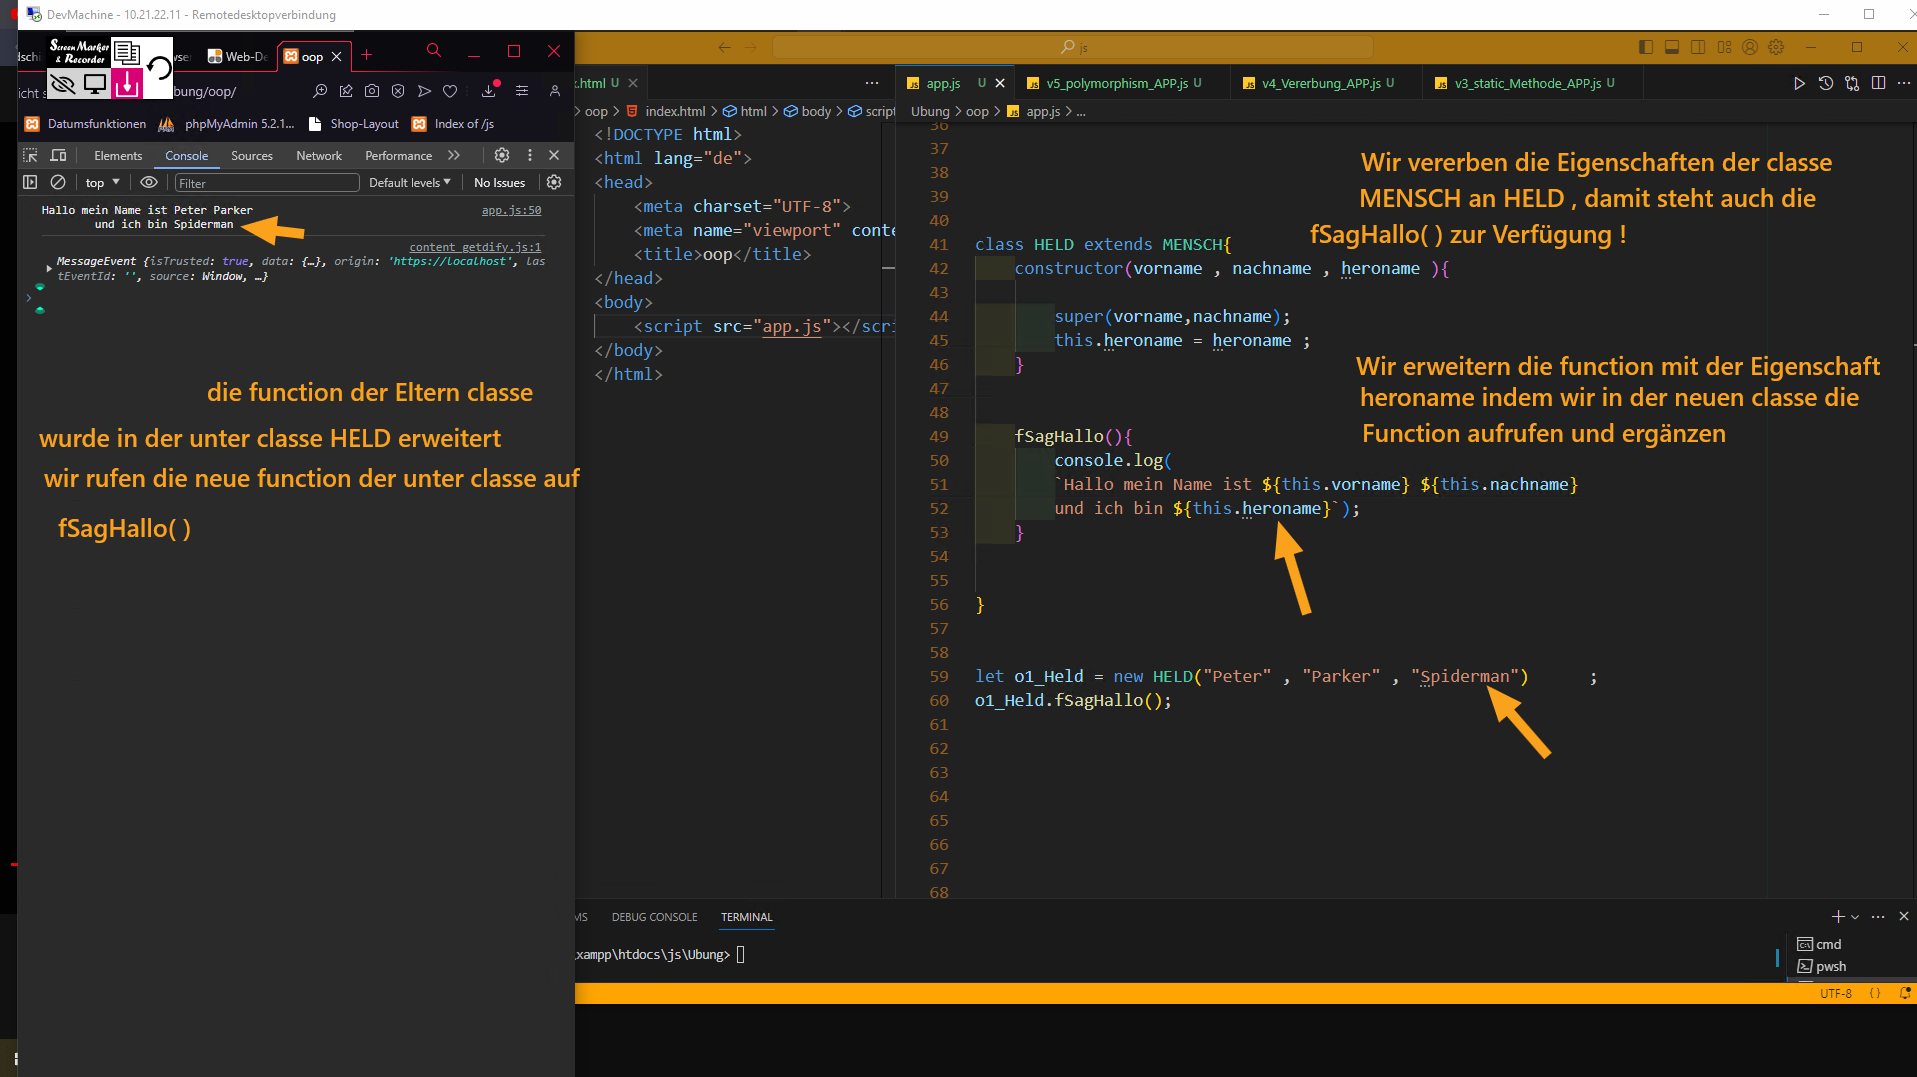 DevMachine - 10.21.22.11 - Remotedesktopverbindung
Screen Marker
& Recorder
Web-De
oop
bung/oop/
Datumsfunktionen
phpMyAdmin 5.2.1...
Shop-Layout
Index of /js
Elements
Console
Sources
Network
Performance
top
Filter
Default levels
No Issues
Hallo mein Name ist Peter Parker
app.js:50
und ich bin Spiderman
content_getdify.js:1
MessageEvent {isTrusted: true, data: {…}, origin: 'https://localhost', las
tEventId: '', source: Window, …}
die function der Eltern classe
wurde in der unter classe HELD erweitert
wir rufen die neue function der unter classe auf
fSagHallo( )
js
.html U
oop > index.html > html > body > script
<!DOCTYPE html>
<html lang="de">
<head>
<meta charset="UTF-8">
<meta name="viewport" conte
<title>oop</title>
</head>
<body>
<script src="app.js"></scri
</body>
</html>
app.js U
v5_polymorphism_APP.js U
v4_Vererbung_APP.js U
v3_static_Methode_APP.js U
Ubung > oop > app.js > ...
36
37
38
39
40
41 class HELD extends MENSCH{
42 constructor(vorname , nachname , heroname ){
43
44 super(vorname,nachname);
45 this.heroname = heroname ;
46 }
47
48
49 fSagHallo(){
50 console.log(
51 `Hallo mein Name ist ${this.vorname} ${this.nachname}
52 und ich bin ${this.heroname}`);
53 }
54
55
56 }
57
58
59 let o1_Held = new HELD("Peter" , "Parker" , "Spiderman") ;
60 o1_Held.fSagHallo();
61
62
63
64
65
66
67
68
Wir vererben die Eigenschaften der classe
MENSCH an HELD , damit steht auch die
fSagHallo( ) zur Verfügung !
Wir erweitern die function mit der Eigenschaft
heroname indem wir in der neuen classe die
Function aufrufen und ergänzen
MS
DEBUG CONSOLE
TERMINAL
\xampp\htdocs\js\Ubung>
cmd
pwsh
UTF-8
{ }